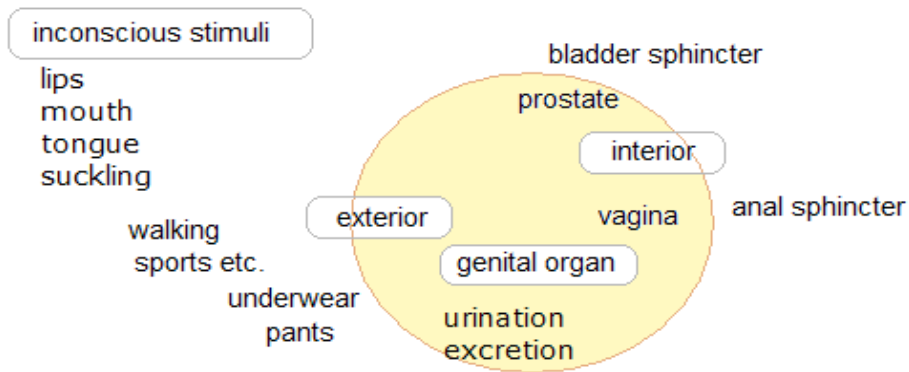 inconscious stimuli
lips
mouth
tongue
suckling
bladder sphincter
prostate
interior
exterior
vagina
anal sphincter
walking
sports etc.
genital organ
underwear
pants
urination
excretion